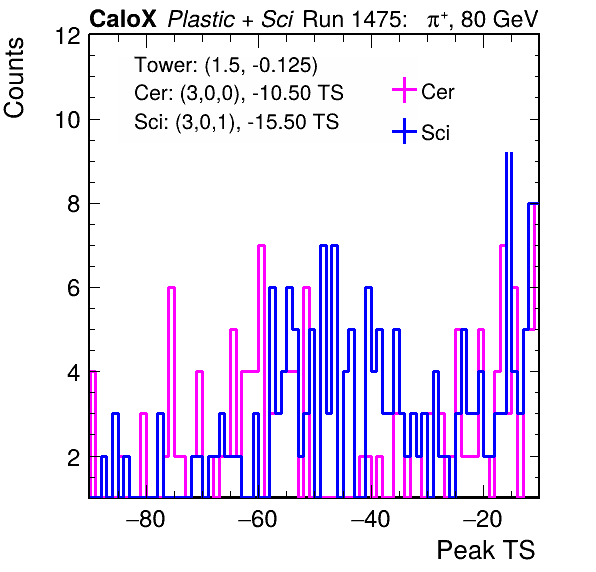 CaloX Plastic + Sci Run 1475: π⁺, 80 GeV
Counts
12
10
8
6
4
2
Tower: (1.5, -0.125)
Cer: (3,0,0), -10.50 TS
Sci: (3,0,1), -15.50 TS
Cer
Sci
−80 −60 −40 −20
Peak TS